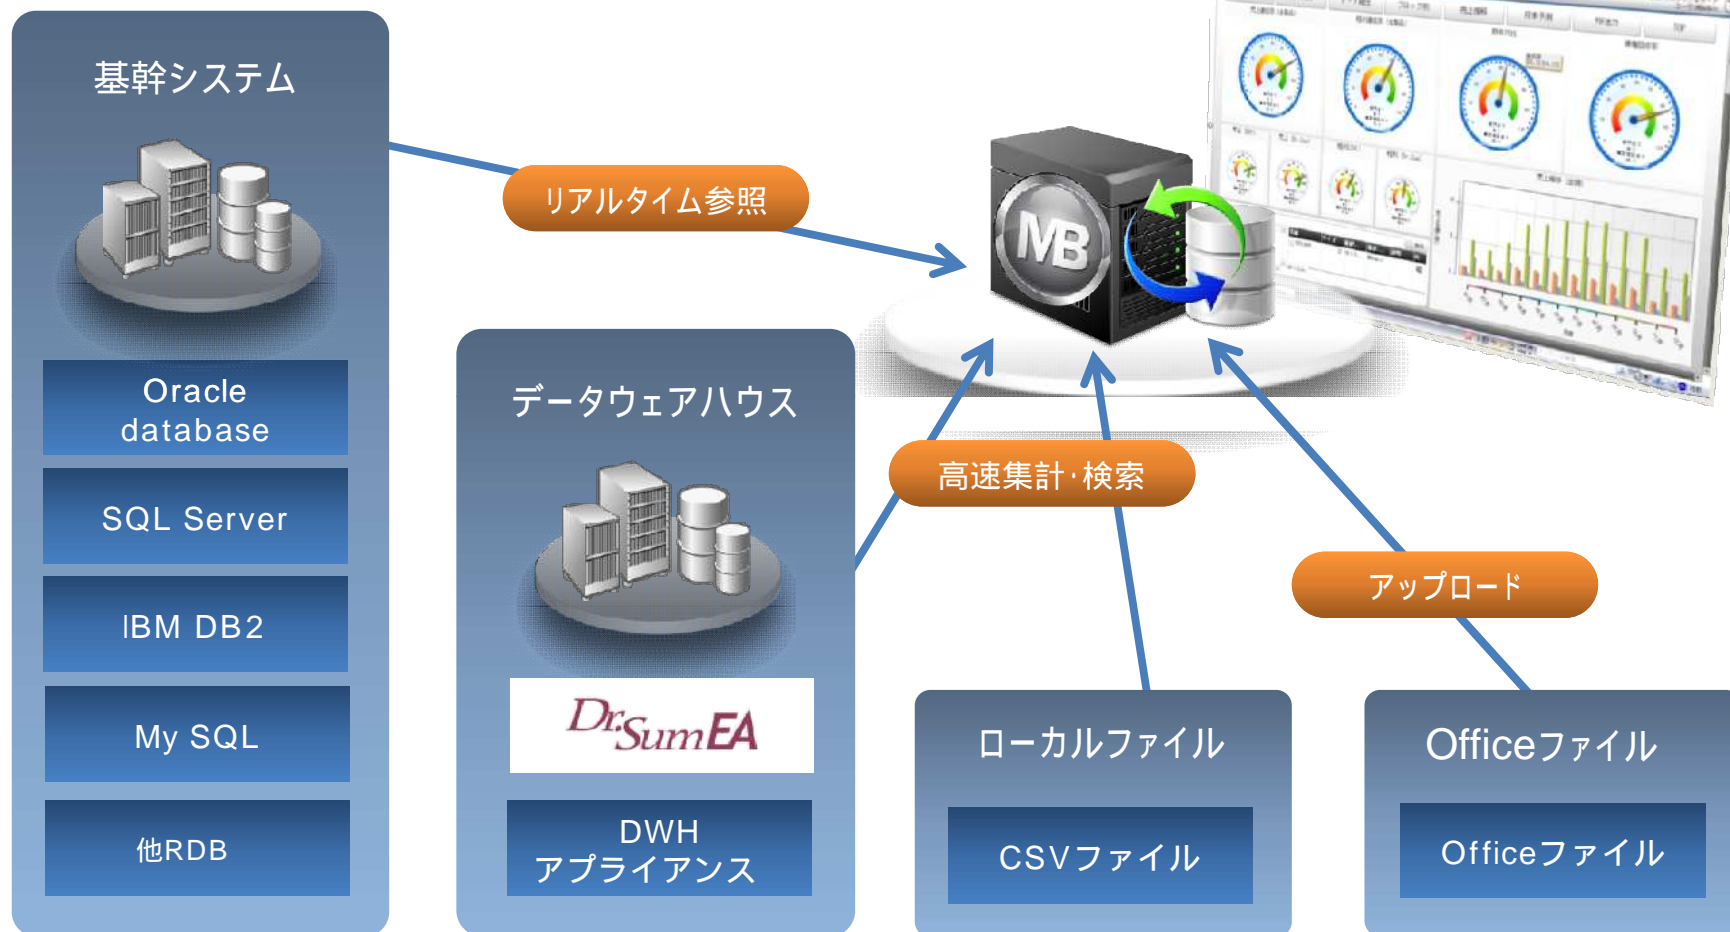 基幹システム
Oracle
database
SQL Server
IBM DB2
My SQL
他RDB
リアルタイム参照
MB
データウェアハウス
Dr.Sum EA
DWH
アプライアンス
高速集計・検索
アップロード
ローカルファイル
CSVファイル
Officeファイル
Officeファイル
TOP